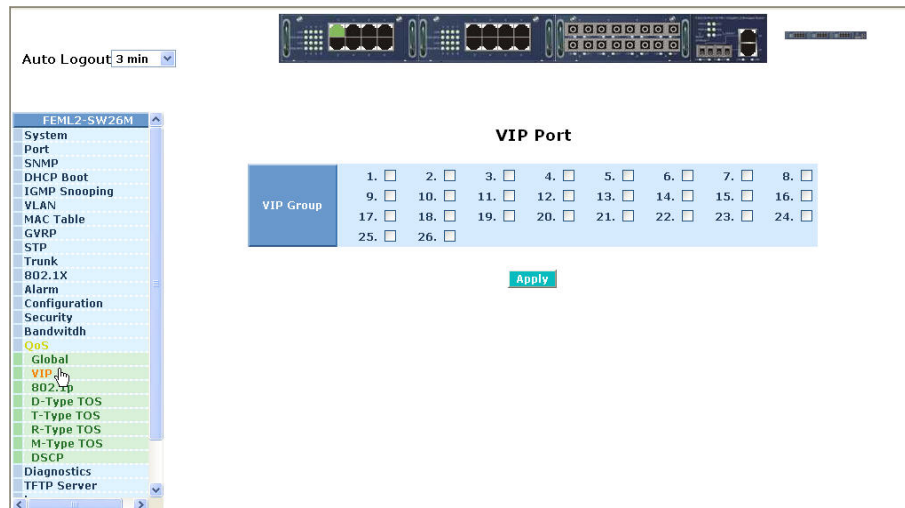 Auto Logout 3 min
FEML2-SW26M
System
Port
SNMP
DHCP Boot
IGMP Snooping
VLAN
MAC Table
GVRP
STP
Trunk
802.1X
Alarm
Configuration
Security
Bandwitdh
QoS
Global
VIP
802.1p
D-Type TOS
T-Type TOS
R-Type TOS
M-Type TOS
DSCP
Diagnostics
TFTP Server
VIP Port
VIP Group
1. 2. 3. 4. 5. 6. 7. 8.
9. 10. 11. 12. 13. 14. 15. 16.
17. 18. 19. 20. 21. 22. 23. 24.
25. 26.
Apply